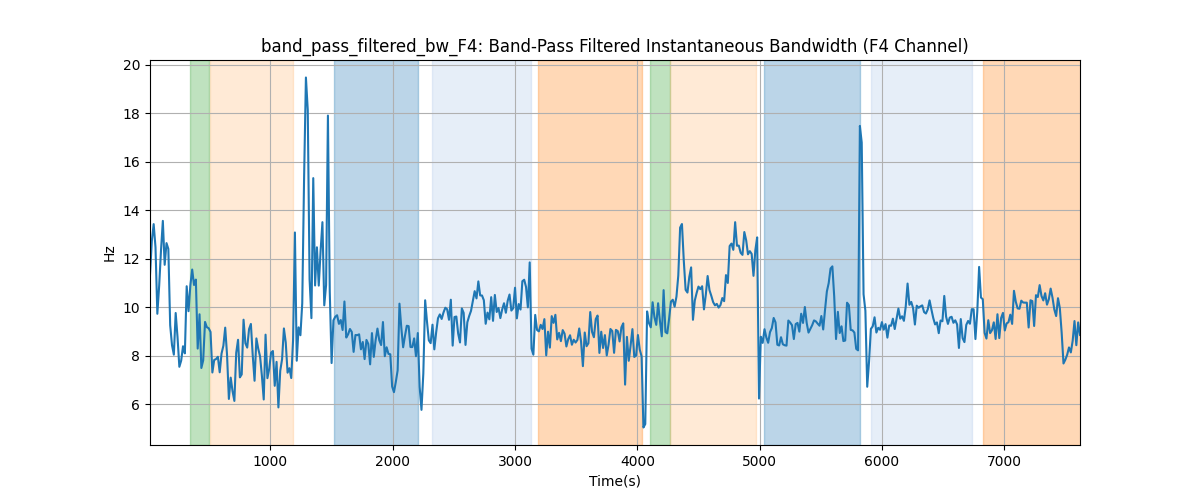 band_pass_filtered_bw_F4: Band-Pass Filtered Instantaneous Bandwidth (F4 Channel)
20
18
16
14
12
10
8
6
Hz
1000 2000 3000 4000 5000 6000 7000
Time(s)